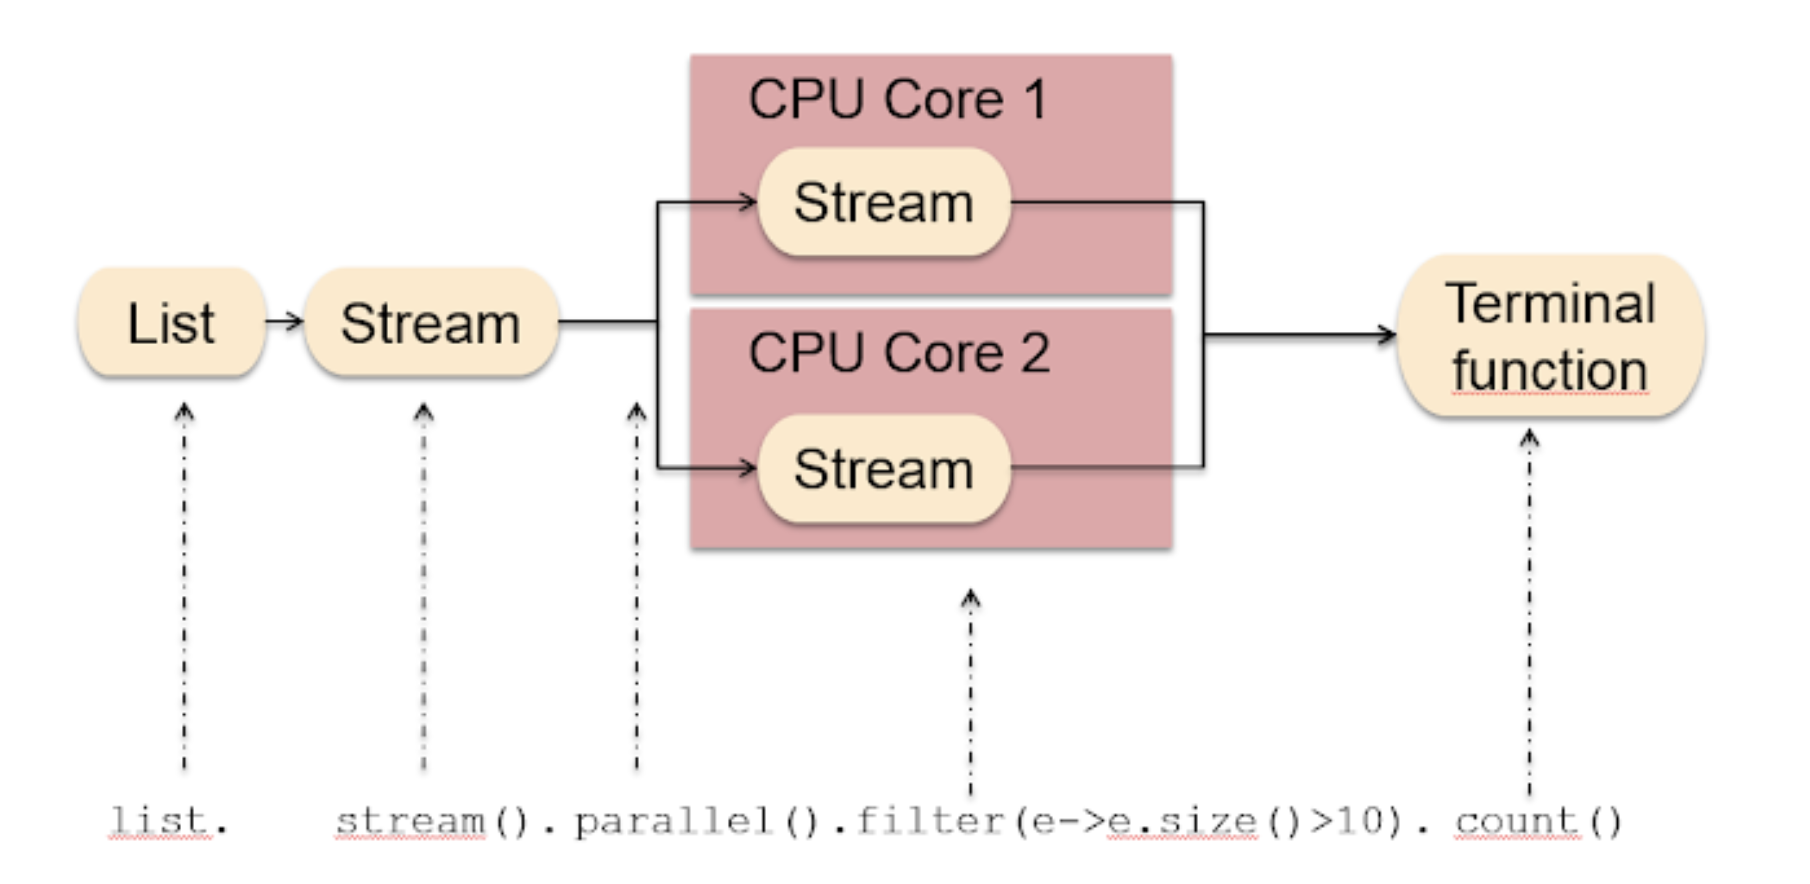 CPU Core 1
Stream
List
Stream
CPU Core 2
Stream
Terminal
function
list. stream().parallel().filter(e->e.size()>10). count()